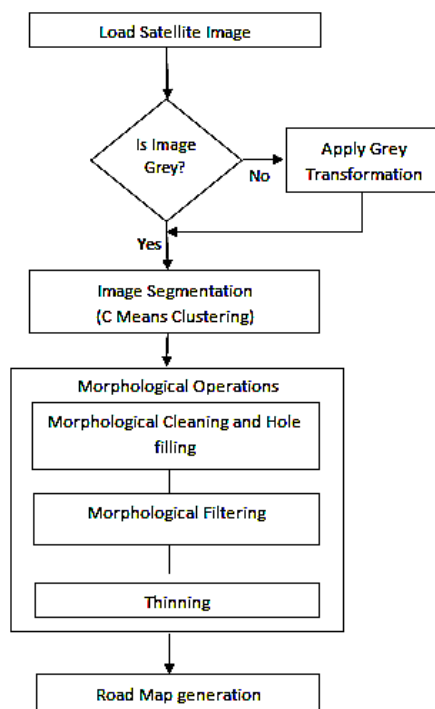 Load Satellite Image
Is Image
Grey?
No
Apply Grey
Transformation
Yes
Image Segmentation
(C Means Clustering)
Morphological Operations
Morphological Cleaning and Hole
filling
Morphological Filtering
Thinning
Road Map generation